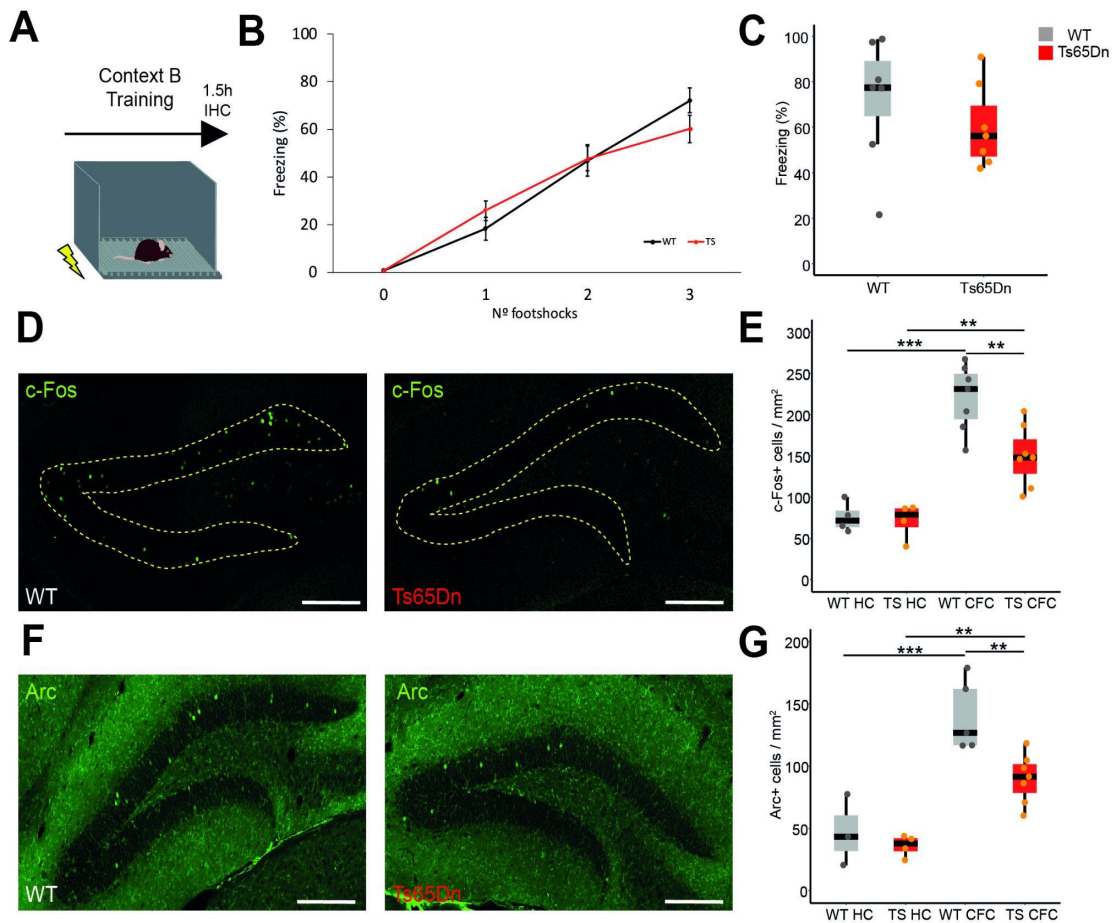 A
Context B
Training
1.5h
IHC
B
Freezing (%)
100
80
60
40
20
0
0
1
2
3
WT
TS
Nº footshocks
C
WT
Ts65Dn
Freezing (%)
100
80
60
40
20
0
WT
Ts65Dn
D
c-Fos
WT
c-Fos
Ts65Dn
E
**
***
**
c-Fos+ cells / mm²
300
250
200
150
100
50
0
WT HC
TS HC
WT CFC
TS CFC
F
Arc
WT
Arc
Ts65Dn
G
**
***
**
Arc+ cells / mm²
200
150
100
50
0
WT HC
TS HC
WT CFC
TS CFC